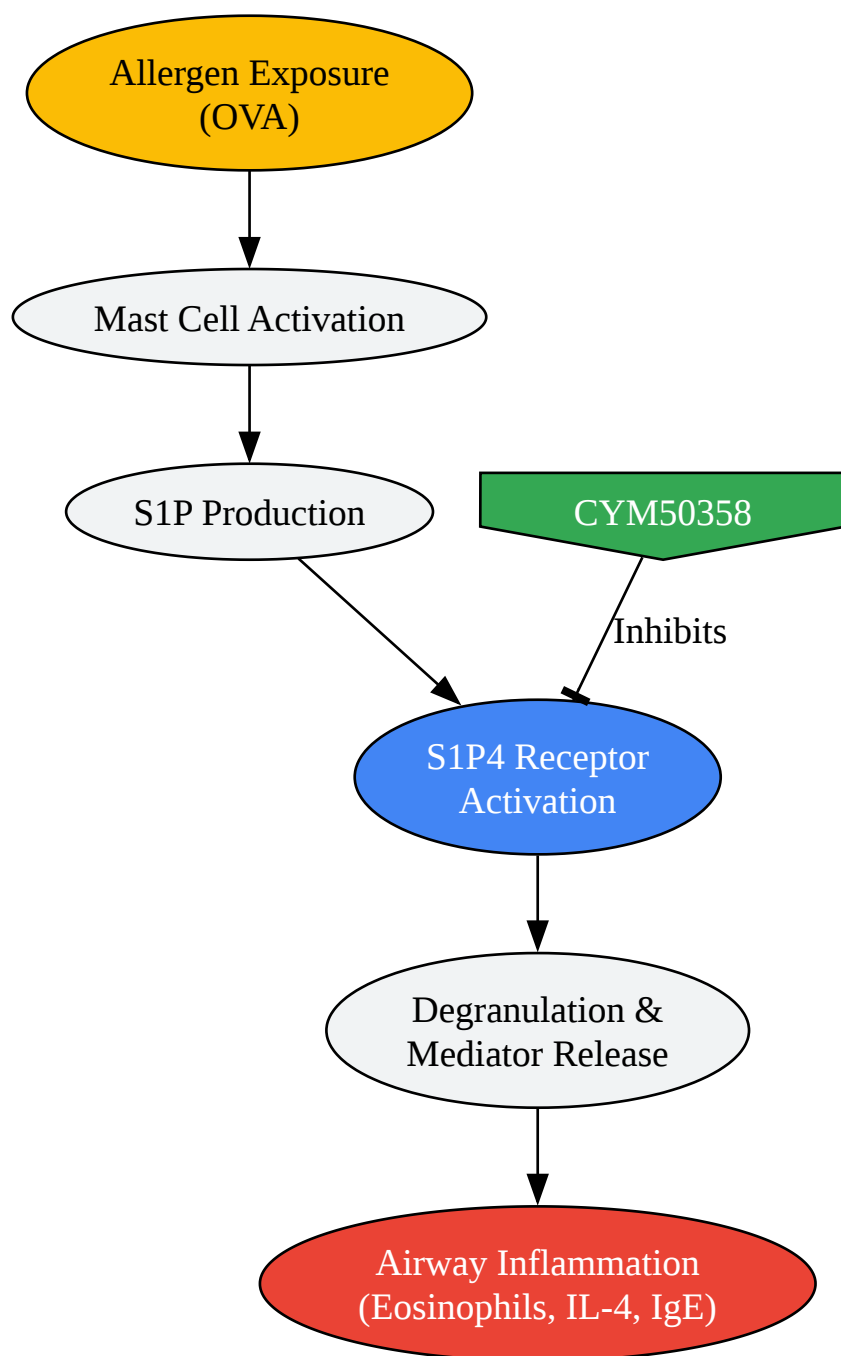 Allergen Exposure
(OVA)
Mast Cell Activation
S1P Production
CYM50358
Inhibits
S1P4 Receptor
Activation
Degranulation &
Mediator Release
Airway Inflammation
(Eosinophils, IL-4, IgE)